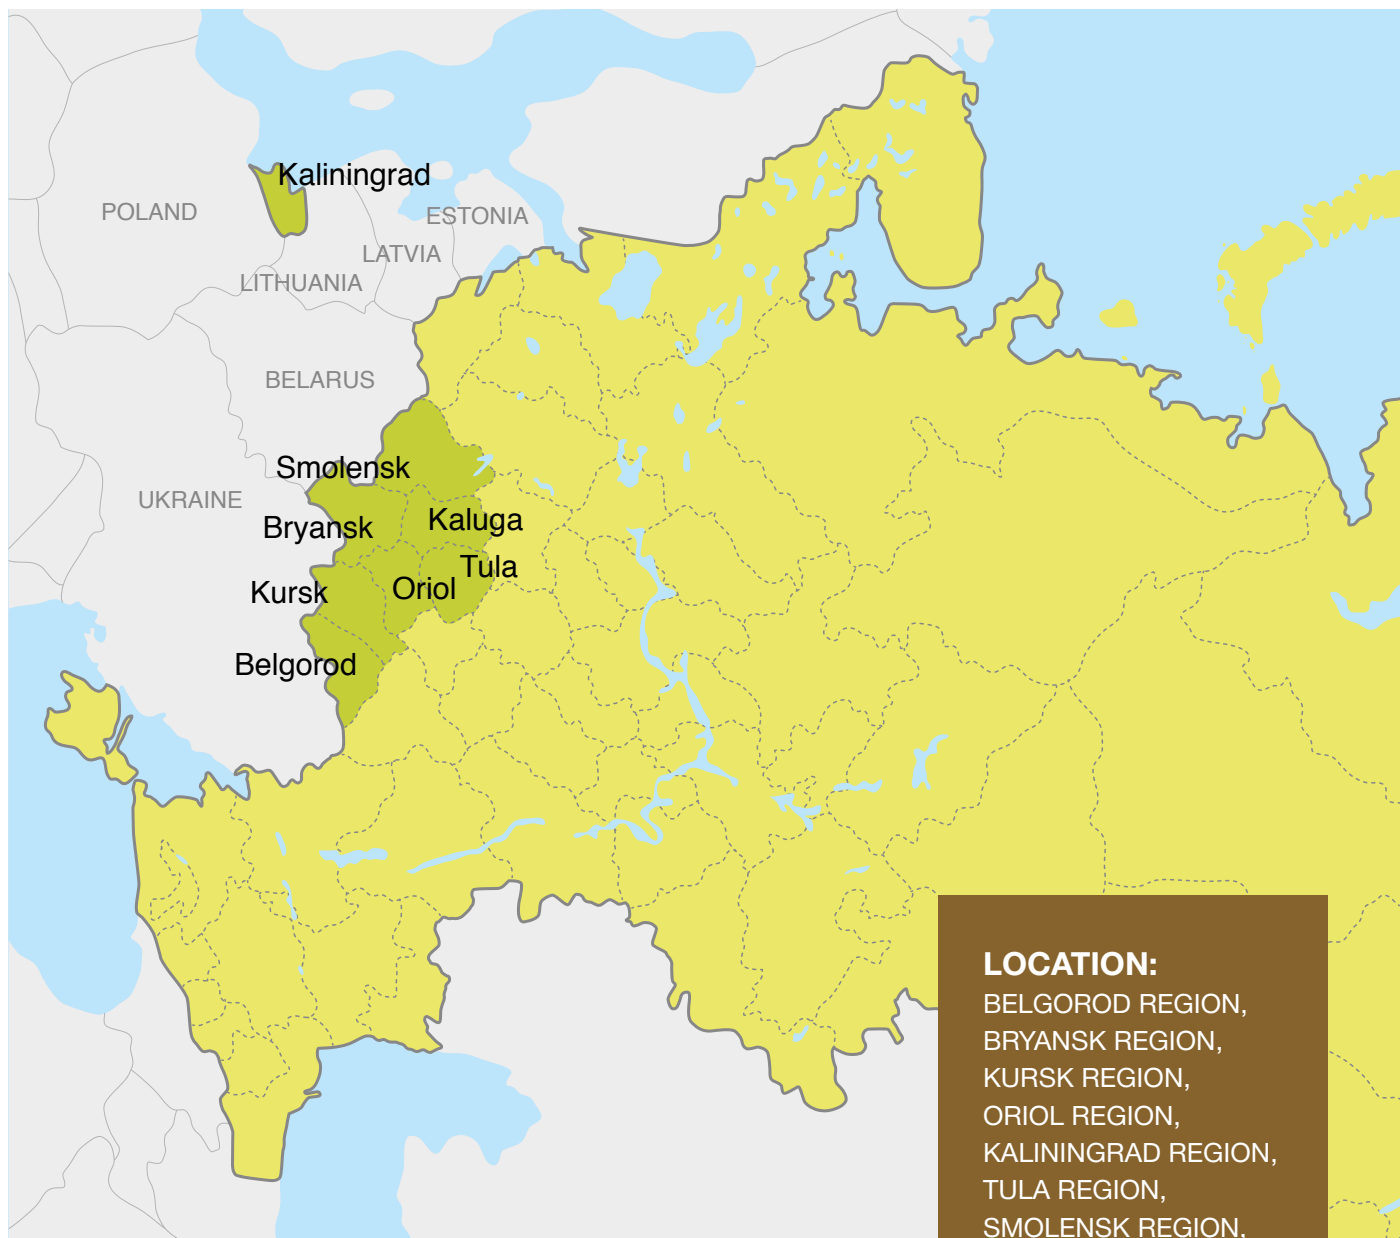 Kaliningrad
POLAND
ESTONIA
LATVIA
LITHUANIA
BELARUS
Smolensk
UKRAINE
Kaluga
Bryansk
Tula
Oriol
Kursk
Belgorod
LOCATION:
BELGOROD REGION,
BRYANSK REGION,
KURSK REGION,
ORIOL REGION,
KALININGRAD REGION,
TULA REGION,
SMOLENSK REGION,